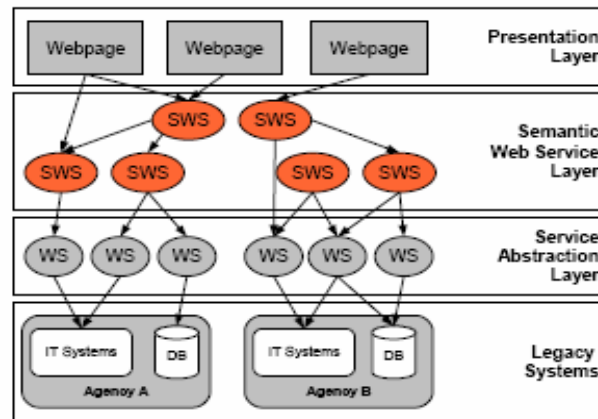 Webpage
Webpage
Webpage
Presentation
Layer
SWS
SWS
SWS
SWS
SWS
SWS
Semantic
Web Service
Layer
WS
WS
WS
WS
WS
WS
Service
Abstraction
Layer
IT Systems
DB
Agency A
IT Systems
DB
Agency B
Legacy
Systems